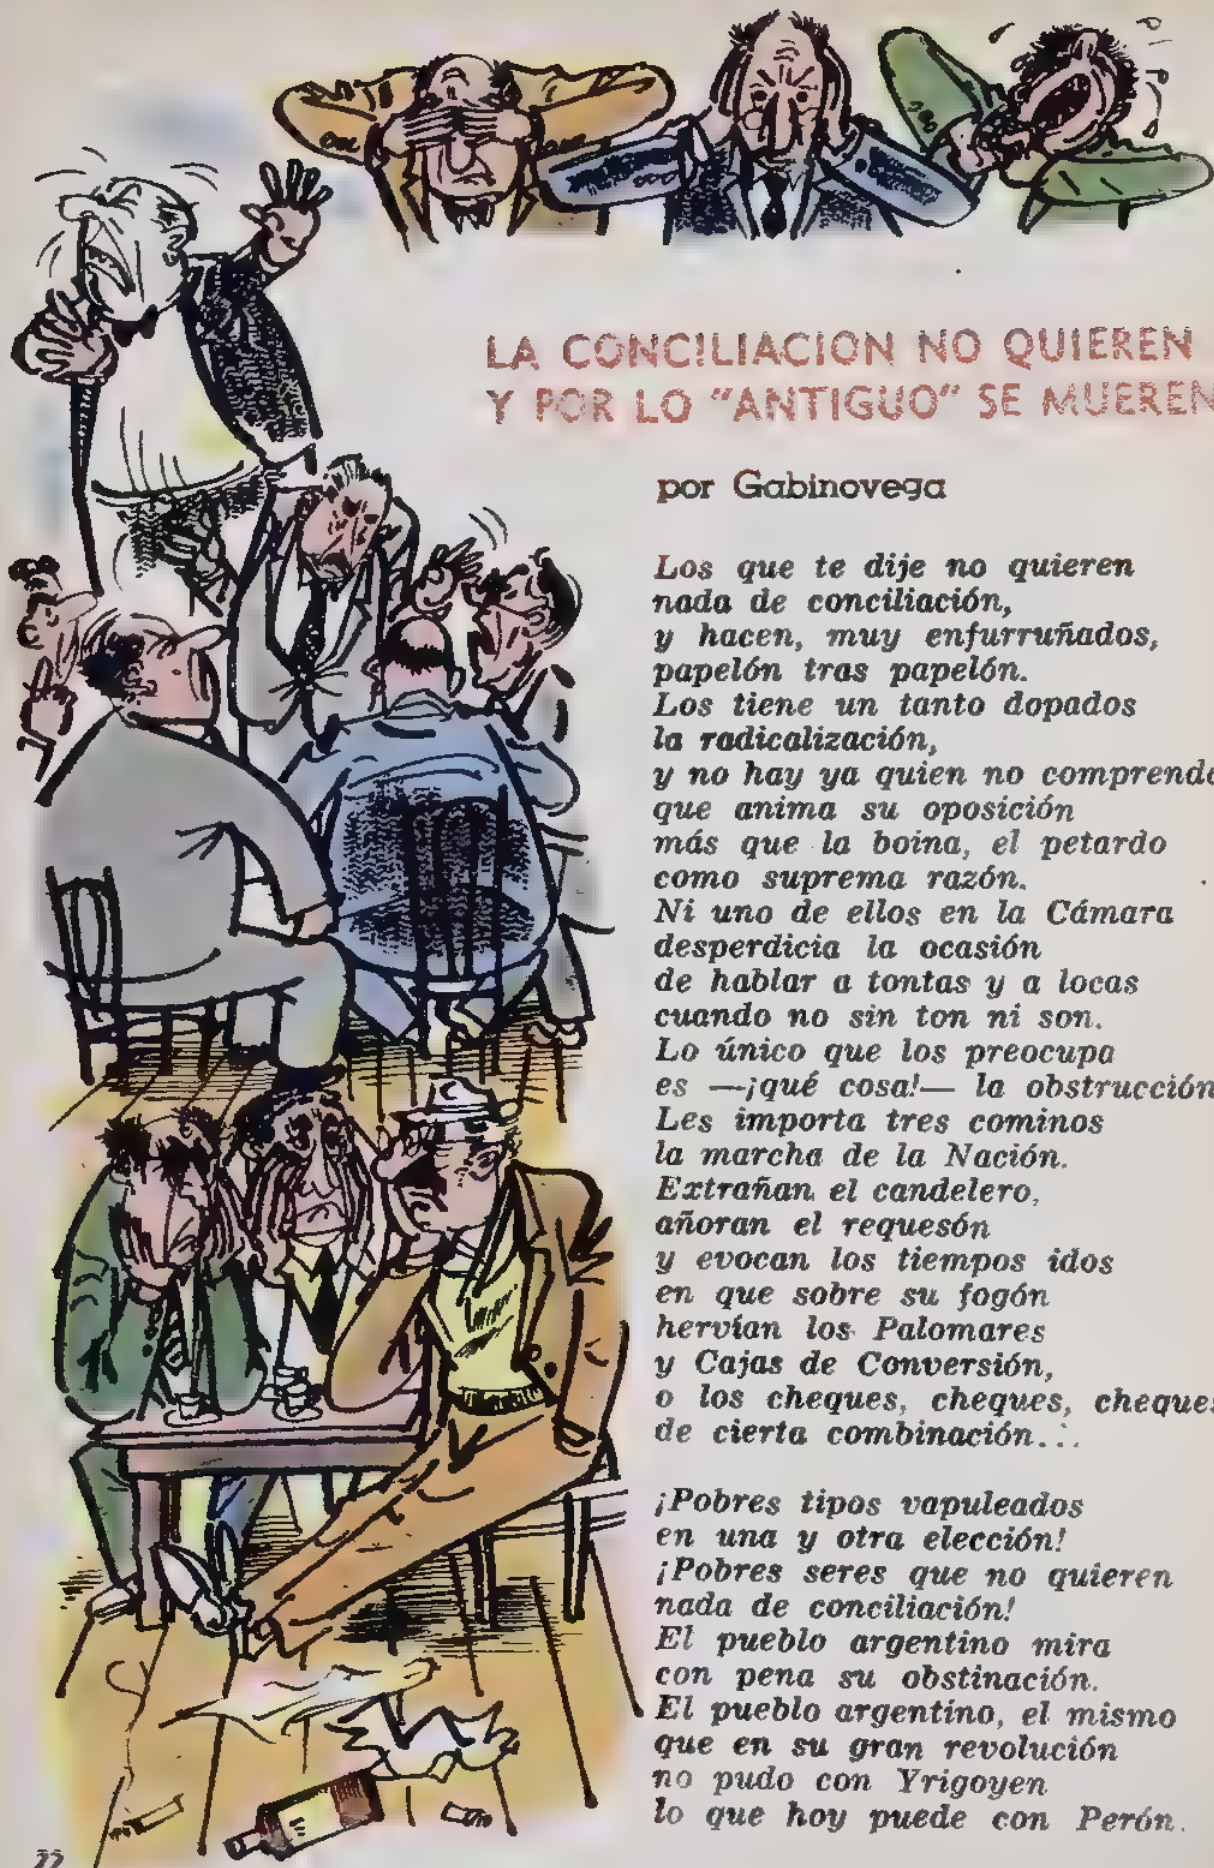 LA CONCILIACION NO QUIEREN
Y POR LO "ANTIGUO" SE MUEREN
por Gabinovega
Los que te dije no quieren
nada de conciliación,
y hacen, muy enfurruñados,
papelón tras papelón.
Los tiene un tanto dopados
la radicalización,
y no hay ya quien no comprenda
que anima su oposición
más que la boina, el petardo
como suprema razón.
Ni uno de ellos en la Cámara
desperdicia la ocasión
de hablar a tontas y a locas
cuando no sin ton ni son.
Lo único que los preocupa
es —¡qué cosa!— la obstrucción
Les importa tres cominos
la marcha de la Nación.
Extrañan el candelero,
añoran el requesón
y evocan los tiempos idos
en que sobre su fogón
hervían los Palomares
y Cajas de Conversión,
o los cheques, cheques, cheques
de cierta combinación...
¡Pobres tipos vapuleados
en una y otra elección!
¡Pobres seres que no quieren
nada de conciliación!
El pueblo argentino mira
con pena su obstinación.
El pueblo argentino, el mismo
que en su gran revolución
no pudo con Yrigoyen
lo que hoy puede con Perón.
22